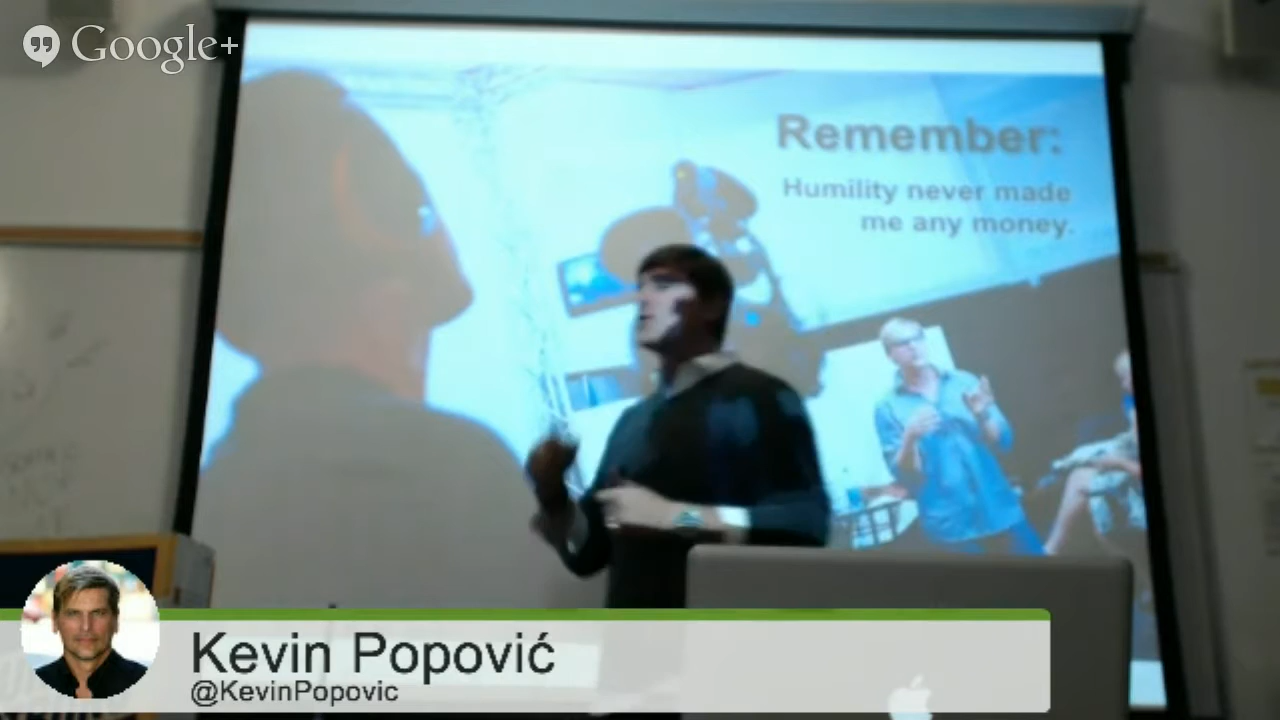 Google+
Remember:
Humility never made
me any money.
Kevin Popović
@KevinPopovic